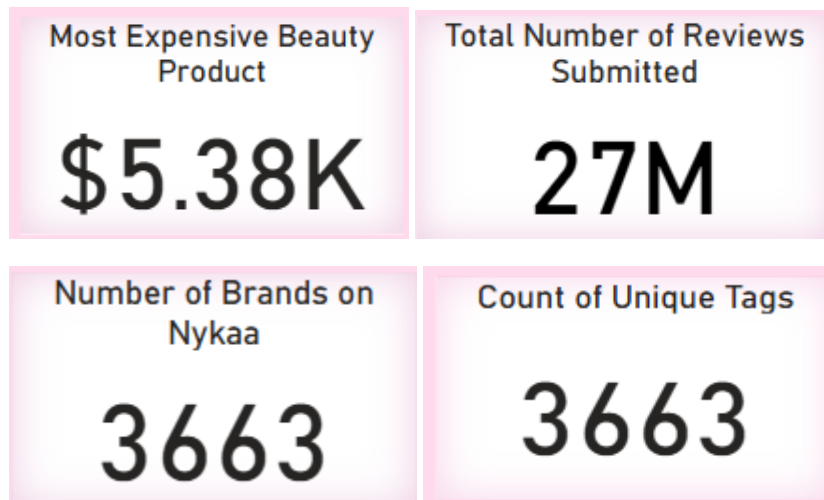 Most Expensive Beauty
Product
$5.38K
Total Number of Reviews
Submitted
27M
Number of Brands on
Nykaa
3663
Count of Unique Tags
3663